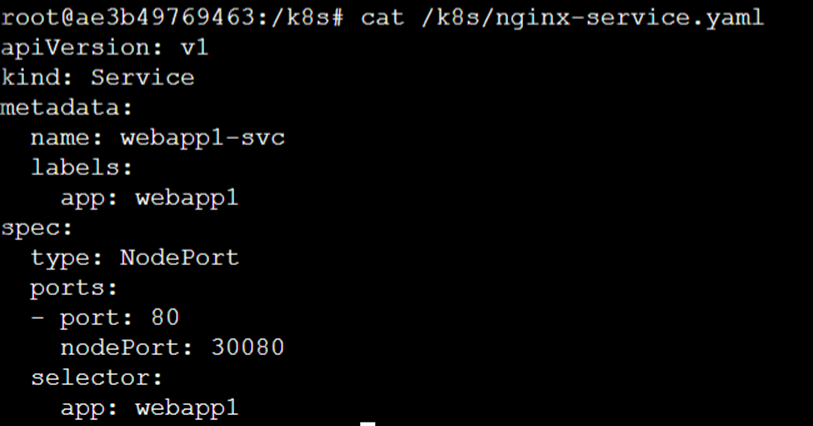 root@ae3b49769463:/k8s# cat /k8s/nginx-service.yaml
apiVersion: v1
kind: Service
metadata:
  name: webapp1-svc
  labels:
    app: webapp1
spec:
  type: NodePort
  ports:
  - port: 80
    nodePort: 30080
  selector:
    app: webapp1